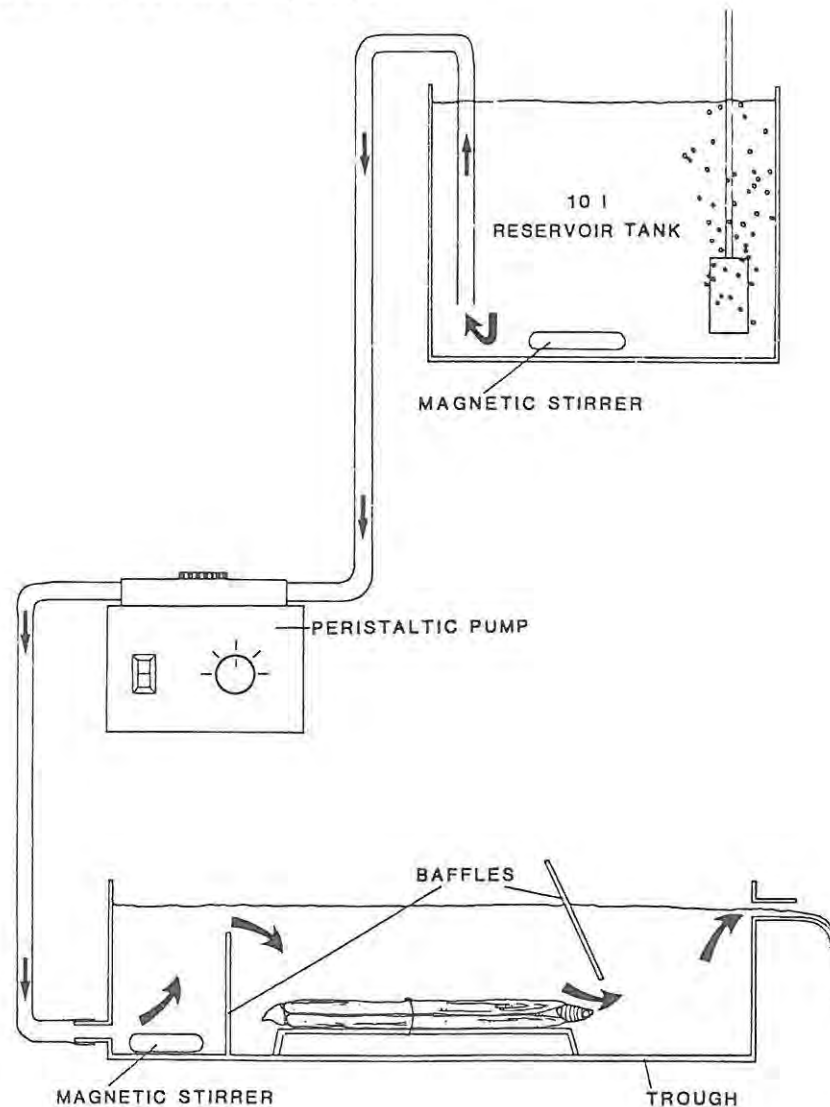 10 l
RESERVOIR TANK
MAGNETIC STIRRER
PERISTALTIC PUMP
BAFFLES
MAGNETIC STIRRER
TROUGH